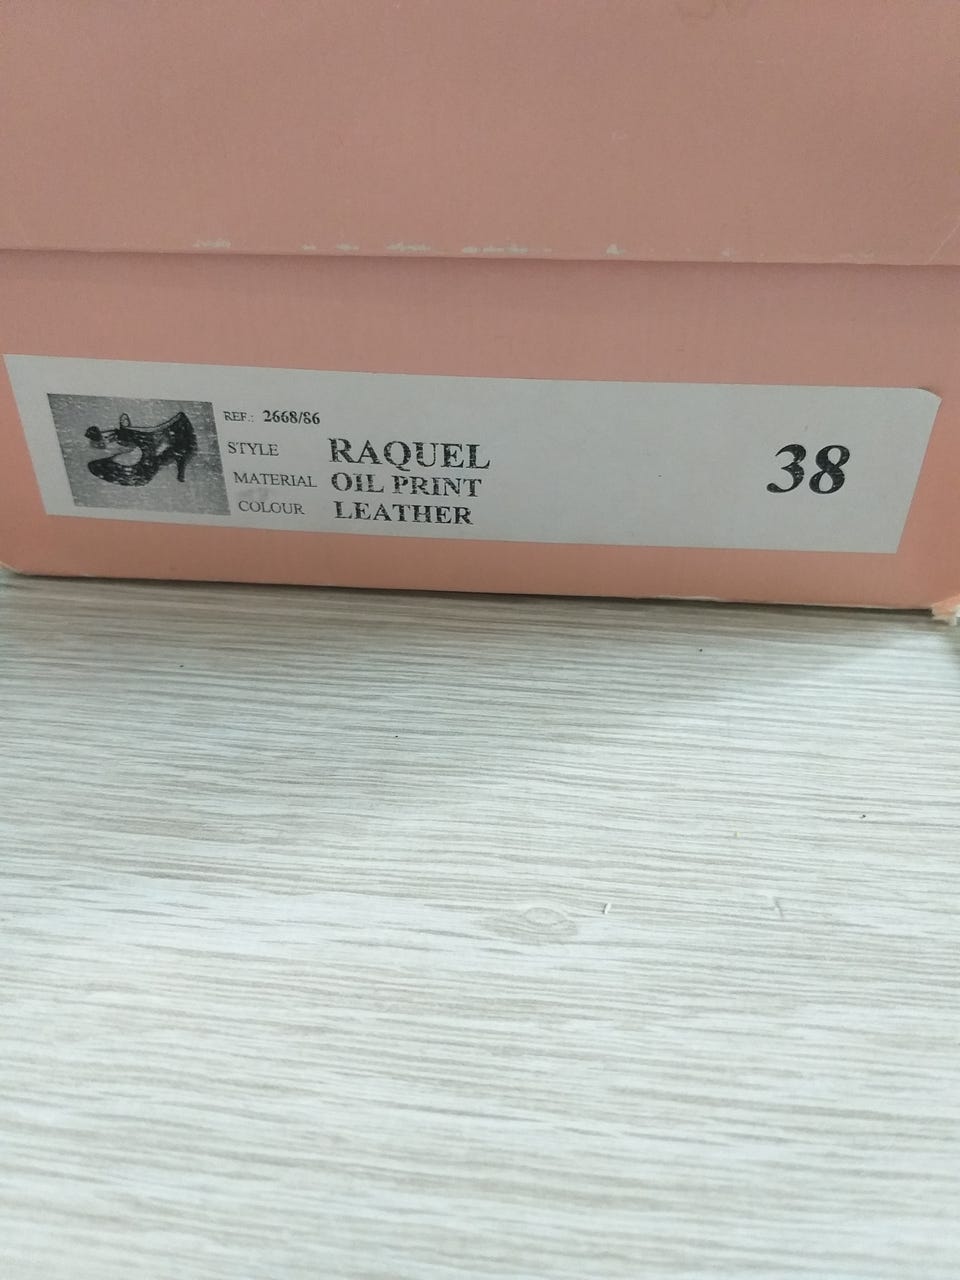 REF.: 2668/86
STYLE RAQUEL
MATERIAL OIL PRINT
COLOUR LEATHER
38